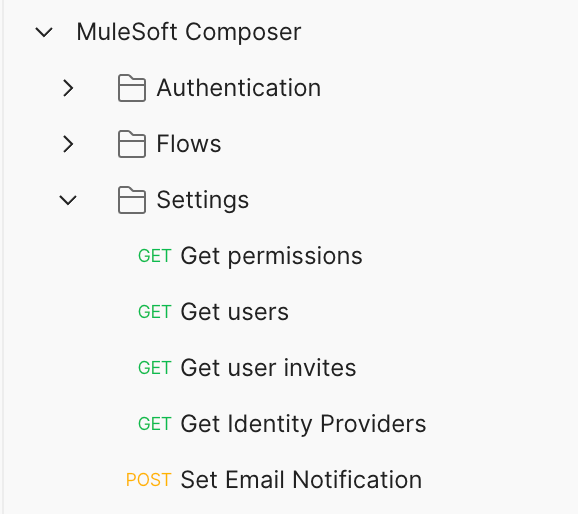 MuleSoft Composer
Authentication
Flows
Settings
GET Get permissions
GET Get users
GET Get user invites
GET Get Identity Providers
POST Set Email Notification